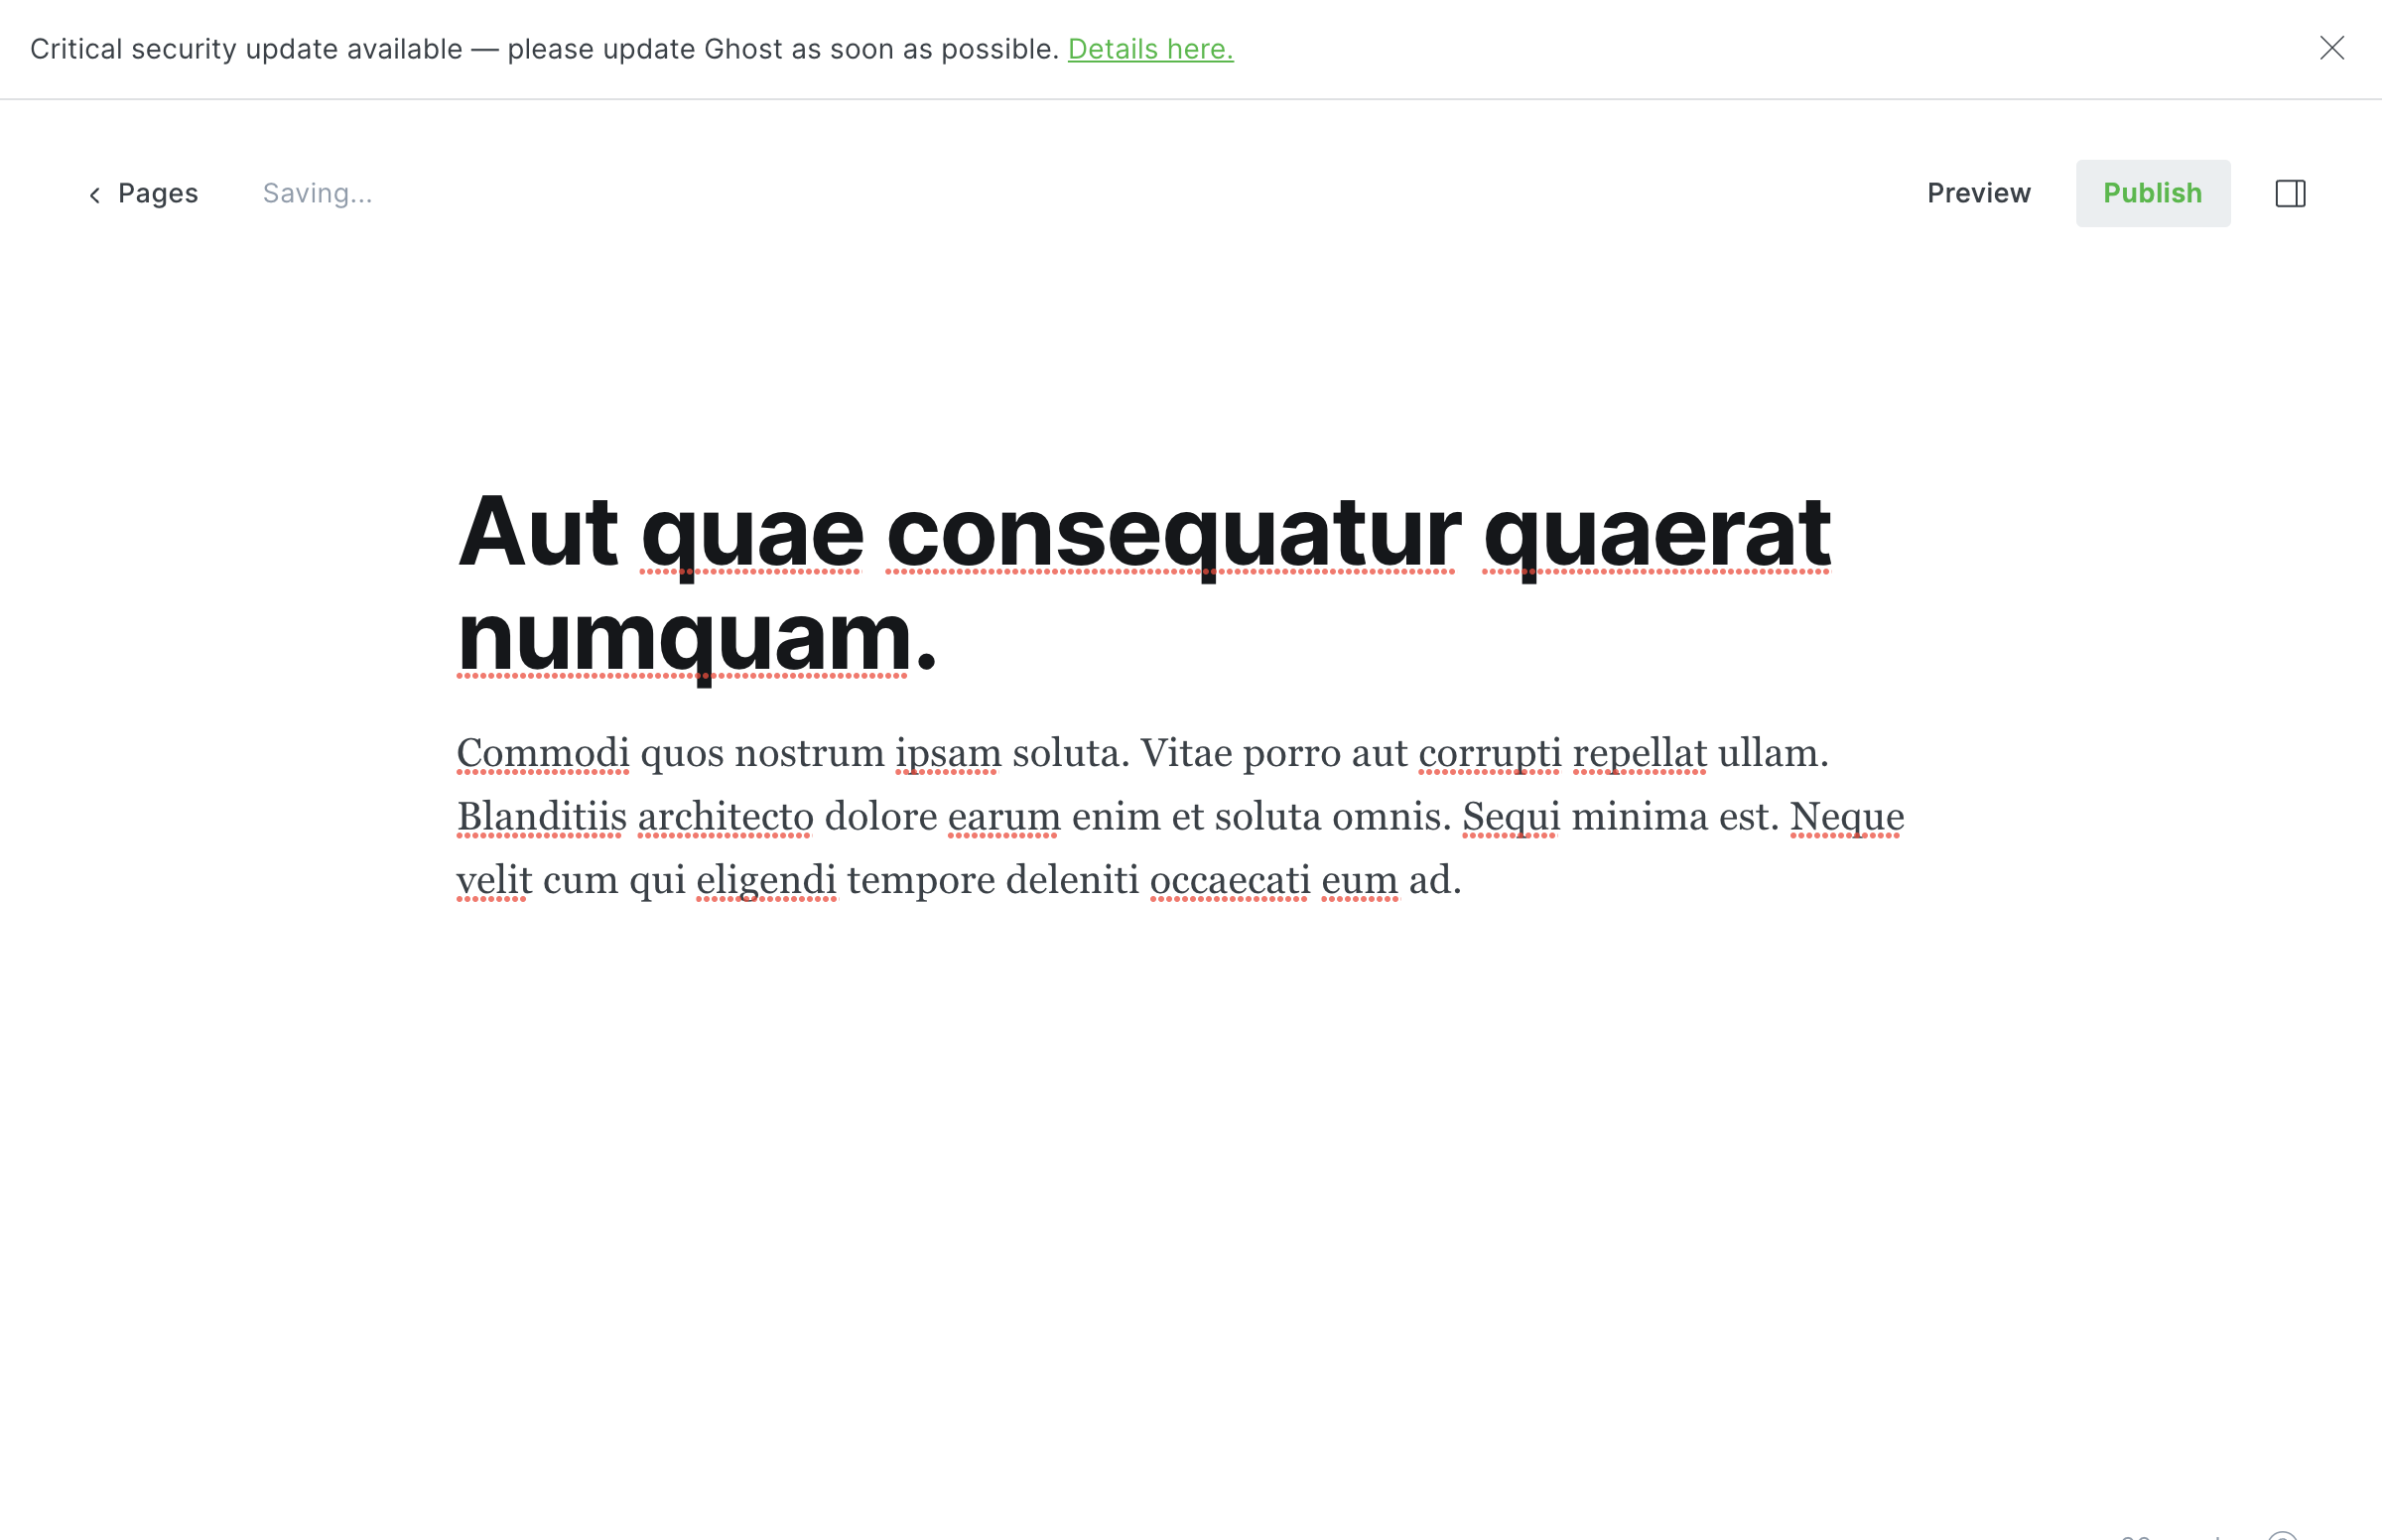 Critical security update available — please update Ghost as soon as possible. Details here.
Pages
Saving...
Preview
Publish
Aut quae consequatur quaerat
numquam.
Commodi quos nostrum ipsam soluta. Vitae porro aut corrupti repellat ullam.
Blanditiis architecto dolore earum enim et soluta omnis. Sequi minima est. Neque
velit cum qui eligendi tempore deleniti occaecati eum ad.